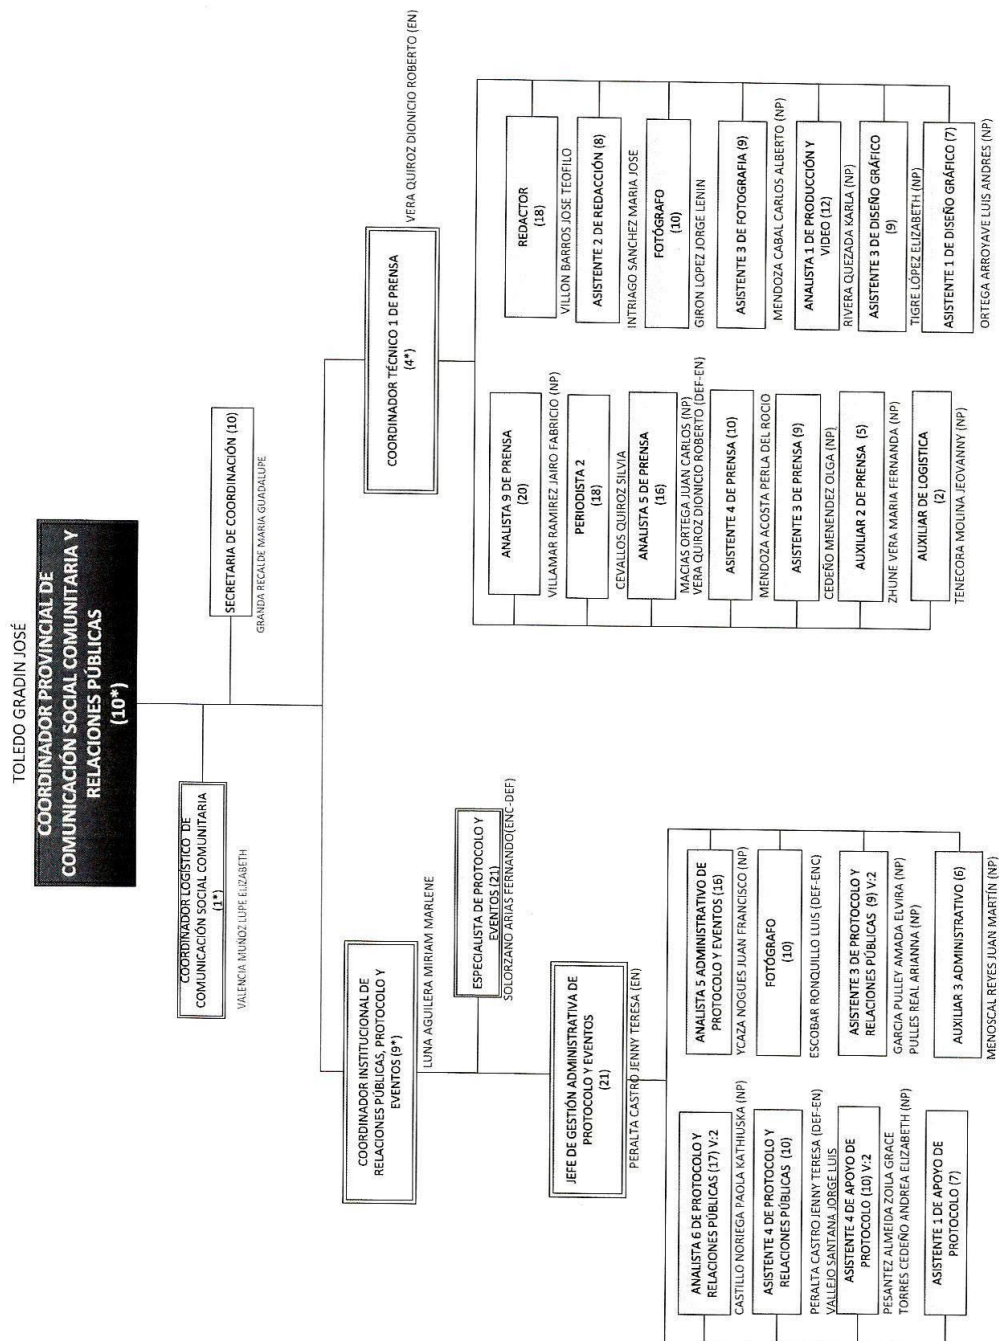 TOLEDO GRADIN JOSÉ
COORDINADOR PROVINCIAL DE
COMUNICACIÓN SOCIAL COMUNITARIA Y
RELACIONES PÚBLICAS
(10*)
COORDINADOR LOGÍSTICO DE
COMUNICACIÓN SOCIAL COMUNITARIA
(1*)
VALENCIA MUÑOZ LUPE ELIZABETH
SECRETARIA DE COORDINACIÓN (10)
GRANDA RECALDE MARIA GUADALUPE
COORDINADOR INSTITUCIONAL DE
RELACIONES PÚBLICAS, PROTOCOLO Y
EVENTOS (9*)
LUNA AGUILERA MIRIAM MARLENE
ESPECIALISTA DE PROTOCOLO Y
EVENTOS (21)
SOLORZANO ARIAS FERNANDO(ENC-DEF)
JEFE DE GESTIÓN ADMINISTRATIVA DE
PROTOCOLO Y EVENTOS
(21)
PERALTA CASTRO JENNY TERESA (EN)
ANALISTA 6 DE PROTOCOLO Y
RELACIONES PÚBLICAS (17) V:2
CASTILLO NORIEGA PAOLA KATHIUSKA (NP)
ASISTENTE 4 DE PROTOCOLO Y
RELACIONES PÚBLICAS (10)
PERALTA CASTRO JENNY TERESA (DEF-EN)
VALLEJO SANTANA JORGE LUIS
ASISTENTE 4 DE APOYO DE
PROTOCOLO (10) V:2
PESANTEZ ALMEIDA ZOILA GRACE
TORRES CEDEÑO ANDREA ELIZABETH (NP)
ASISTENTE 1 DE APOYO DE
PROTOCOLO (7)
ANALISTA 5 ADMINISTRATIVO DE
PROTOCOLO Y EVENTOS (16)
YCAZA NOGUES JUAN FRANCISCO (NP)
FOTÓGRAFO
(10)
ESCOBAR RONQUILLO LUIS (DEF-ENC)
ASISTENTE 3 DE PROTOCOLO Y
RELACIONES PÚBLICAS (9) V:2
GARCIA PULLEY AMADA ELVIRA (NP)
PULLES REAL ARIANNA (NP)
AUXILIAR 3 ADMINISTRATIVO (6)
MENOSCAL REYES JUAN MARTÍN (NP)
COORDINADOR TÉCNICO 1 DE PRENSA
(4*)
VERA QUIROZ DIONICIO ROBERTO (EN)
ANALISTA 9 DE PRENSA
(20)
VILLAMAR RAMIREZ JAIRO FABRICIO (NP)
PERIODISTA 2
(18)
CEVALLOS QUIROZ SILVIA
ANALISTA 5 DE PRENSA
(16)
MACIAS ORTEGA JUAN CARLOS (NP)
VERA QUIROZ DIONICIO ROBERTO (DEF-EN)
ASISTENTE 4 DE PRENSA (10)
MENDOZA ACOSTA PERLA DEL ROCIO
ASISTENTE 3 DE PRENSA (9)
CEDEÑO MENENDEZ OLGA (NP)
AUXILIAR 2 DE PRENSA (5)
ZHUNE VERA MARIA FERNANDA (NP)
AUXILIAR DE LOGISTICA
(2)
TENECORA MOLINA JEOVANNY (NP)
REDACTOR
(18)
VILLON BARROS JOSE TEOFILO
ASISTENTE 2 DE REDACCIÓN (8)
INTRIAGO SANCHEZ MARIA JOSE
FOTÓGRAFO
(10)
GIRON LOPEZ JORGE LENIN
ASISTENTE 3 DE FOTOGRAFIA (9)
MENDOZA CABAL CARLOS ALBERTO (NP)
ANALISTA 1 DE PRODUCCIÓN Y
VIDEO (12)
RIVERA QUEZADA KARLA (NP)
ASISTENTE 3 DE DISEÑO GRÁFICO
(9)
TIGRE LÓPEZ ELIZABETH (NP)
ASISTENTE 1 DE DISEÑO GRÁFICO (7)
ORTEGA ARROYAVE LUIS ANDRES (NP)